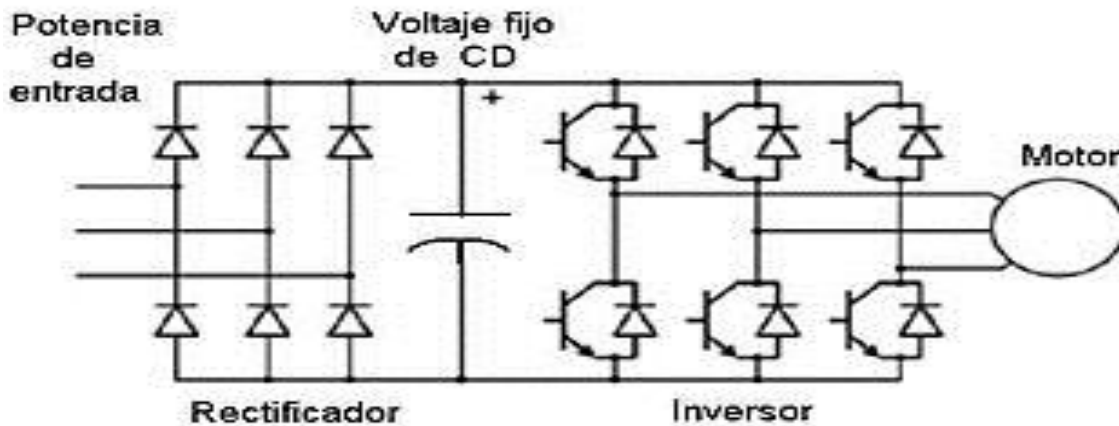 Potencia
de
entrada
Voltaje fijo
de CD
+
Motor
Rectificador
Inversor